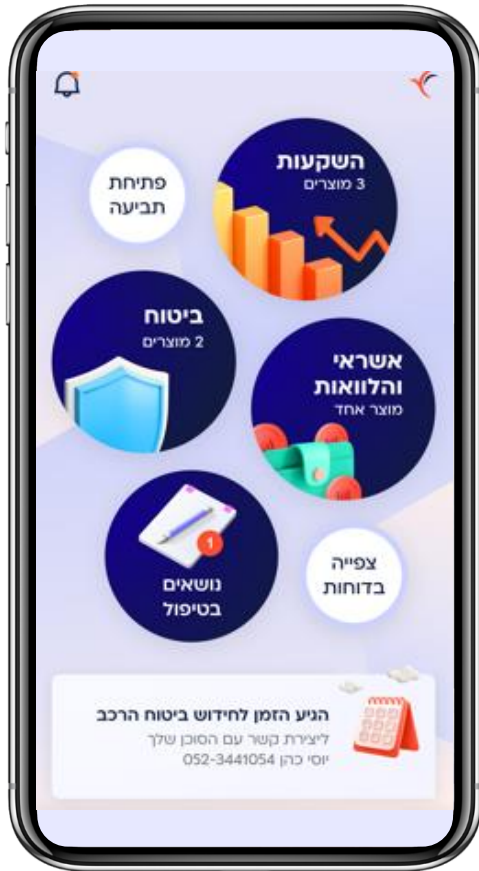 השקעות
3 מוצרים
פתיחת
תביעה
ביטוח
2 מוצרים
אשראי
והלוואות
מוצר אחד
1
נושאים
בטיפול
צפייה
בדוחות
הגיע הזמן לחידוש ביטוח הרכב
ליצירת קשר עם הסוכן שלך
יוסי כהן 052-3441054